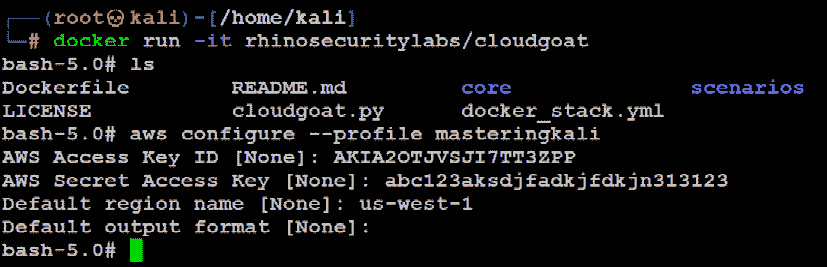 (root💀kali)-[/home/kali]
# docker run -it rhinosecuritylabs/cloudgoat
bash-5.0# ls
Dockerfile README.md core scenarios
LICENSE cloudgoat.py docker_stack.yml
bash-5.0# aws configure --profile masteringkali
AWS Access Key ID [None]: AKIA2OTJVSJI7TT3ZPP
AWS Secret Access Key [None]: abc123aksdjfadkjfdkjn313123
Default region name [None]: us-west-1
Default output format [None]:
bash-5.0#